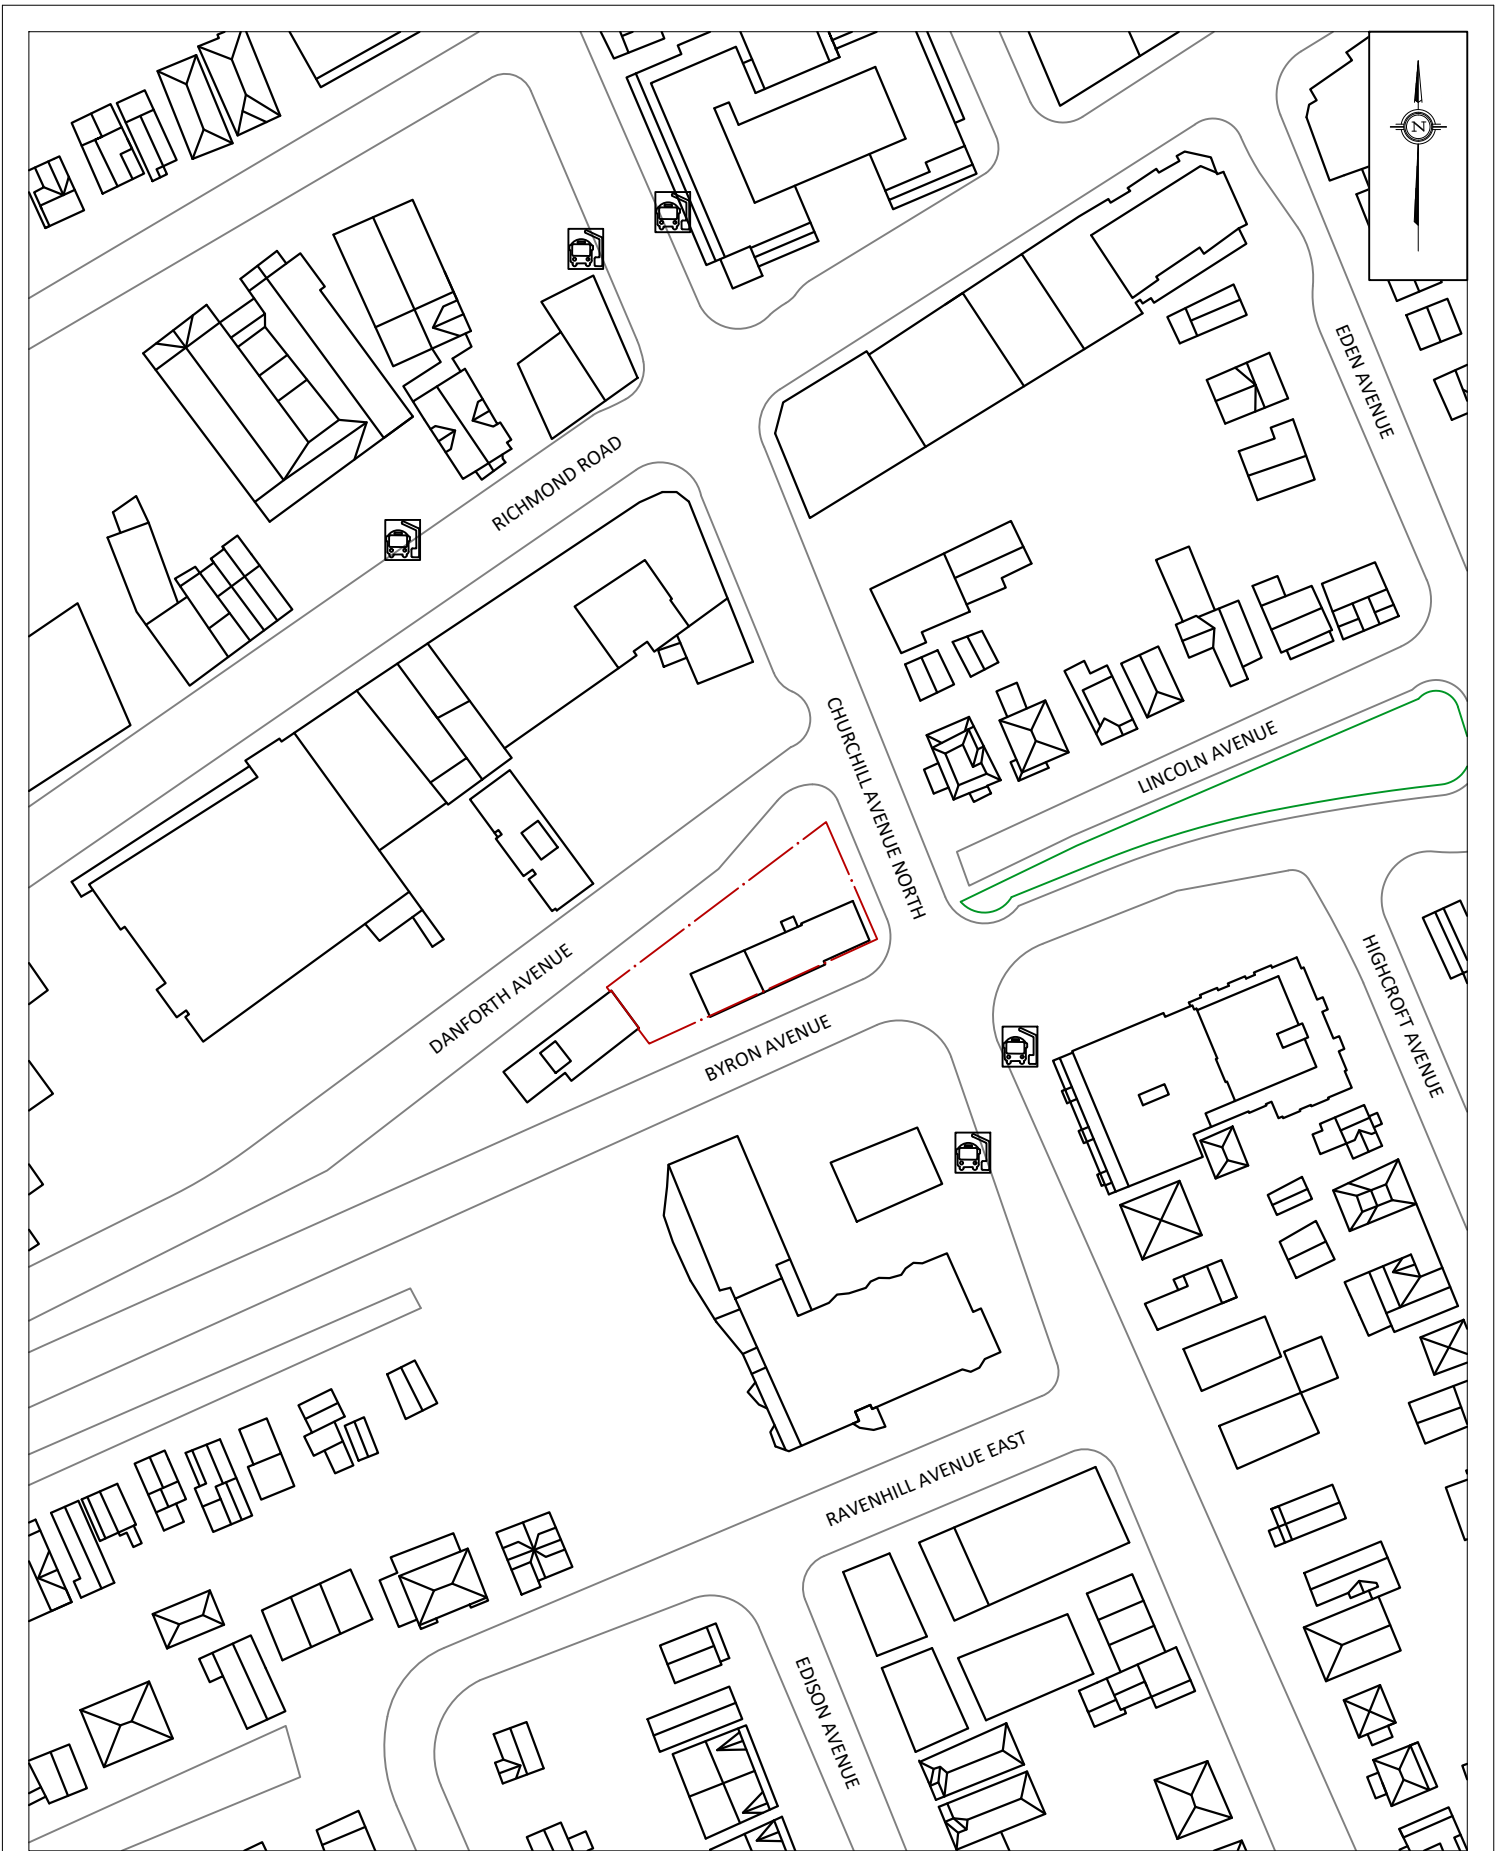 N
EDEN AVENUE
RICHMOND ROAD
CHURCHILL AVENUE NORTH
LINCOLN AVENUE
DANFORTH AVENUE
HIGHCROFT AVENUE
BYRON AVENUE
RAVENHILL AVENUE EAST
EDISON AVENUE